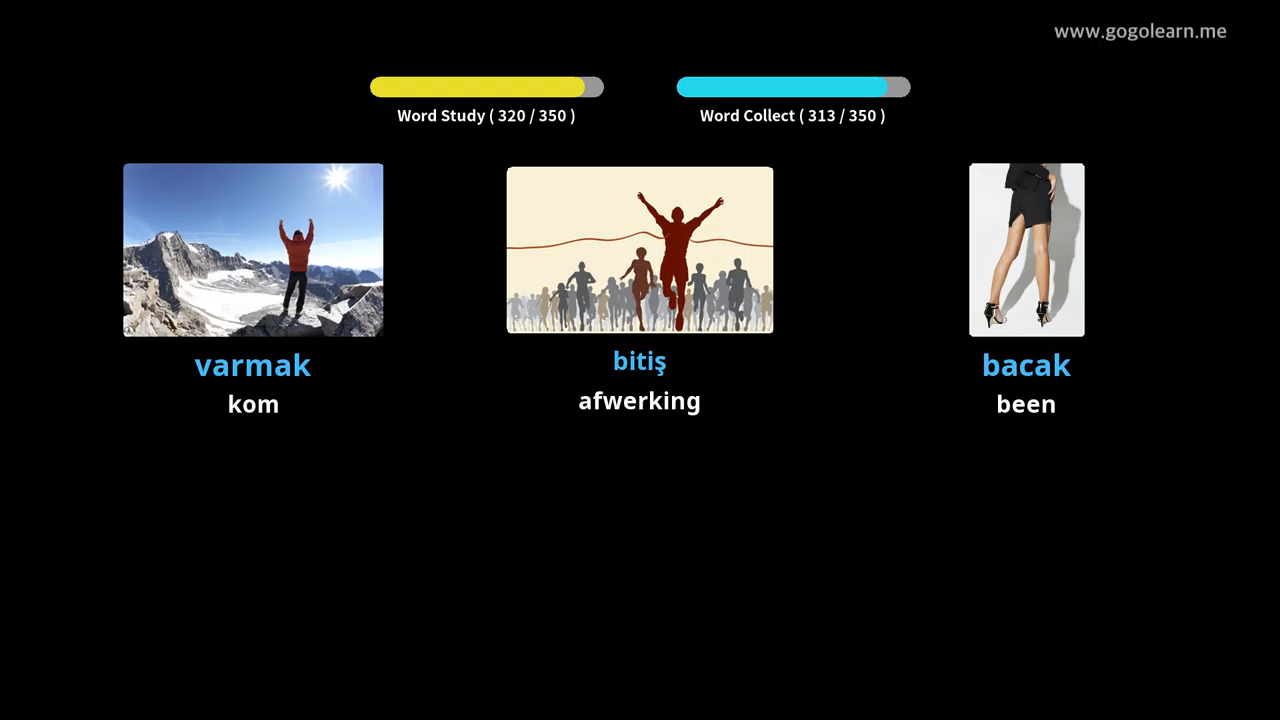 www.gogolearn.me
Word Study ( 320 / 350 )
Word Collect ( 313 / 350 )
varmak
kom
bitiş
afwerking
bacak
been